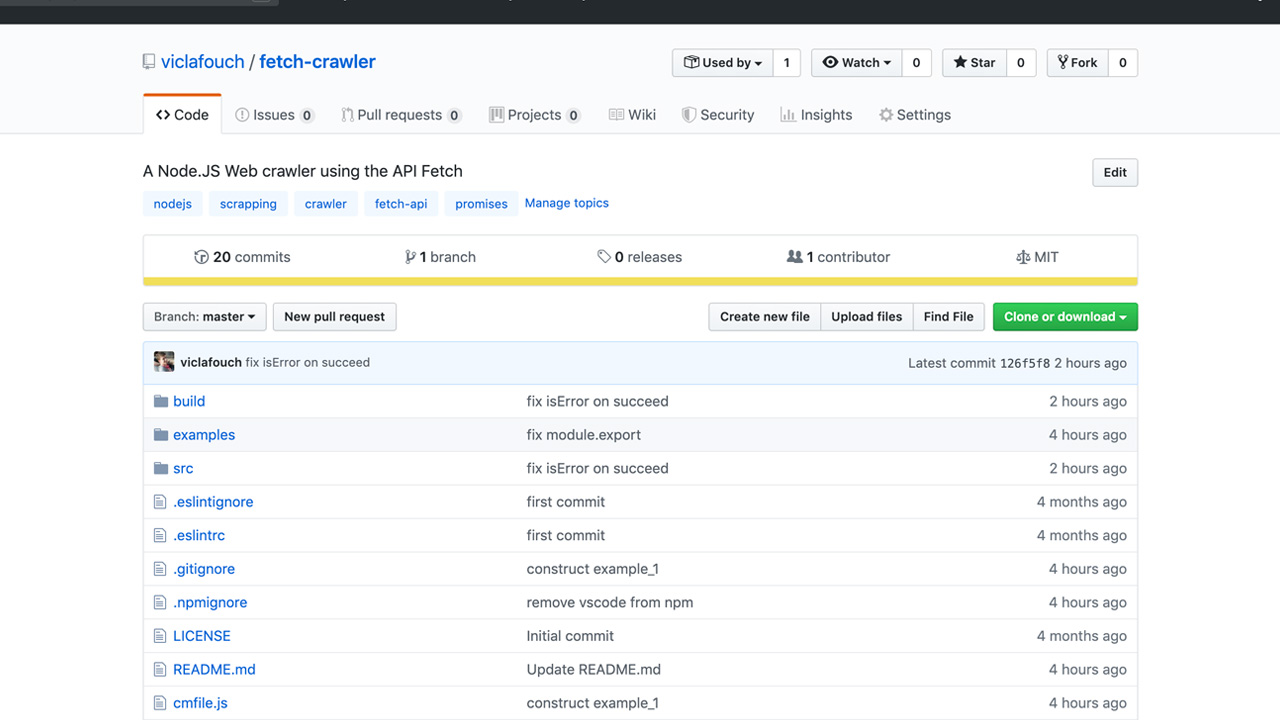 viclafouch / fetch-crawler
Used by 1 Watch 0 Star 0 Fork 0
Code Issues 0 Pull requests 0 Projects 0 Wiki Security Insights Settings
A Node.JS Web crawler using the API Fetch Edit
nodejs scrapping crawler fetch-api promises Manage topics
20 commits 1 branch 0 releases 1 contributor MIT
Branch: master New pull request Create new file Upload files Find File Clone or download
viclafouch fix isError on succeed Latest commit 126f5f8 2 hours ago
build fix isError on succeed 2 hours ago
examples fix module.export 4 hours ago
src fix isError on succeed 2 hours ago
.eslintignore first commit 4 months ago
.eslintrc first commit 4 months ago
.gitignore construct example_1 4 hours ago
.npmignore remove vscode from npm 4 hours ago
LICENSE Initial commit 4 months ago
README.md Update README.md 4 hours ago
cmfile.js construct example_1 4 hours ago